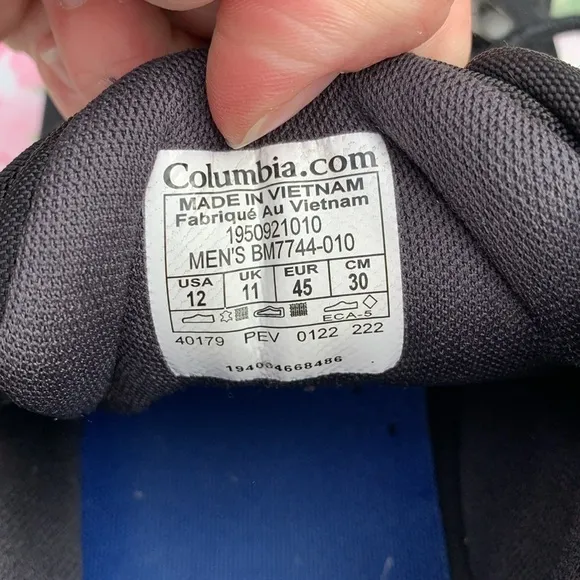 Columbia.com
MADE IN VIETNAM
Fabriqué Au Vietnam
1950921010
MEN'S BM7744-010
USA UK EUR CM
12 11 45 30
ECA-5
40179 PEV 0122 222
194004668486